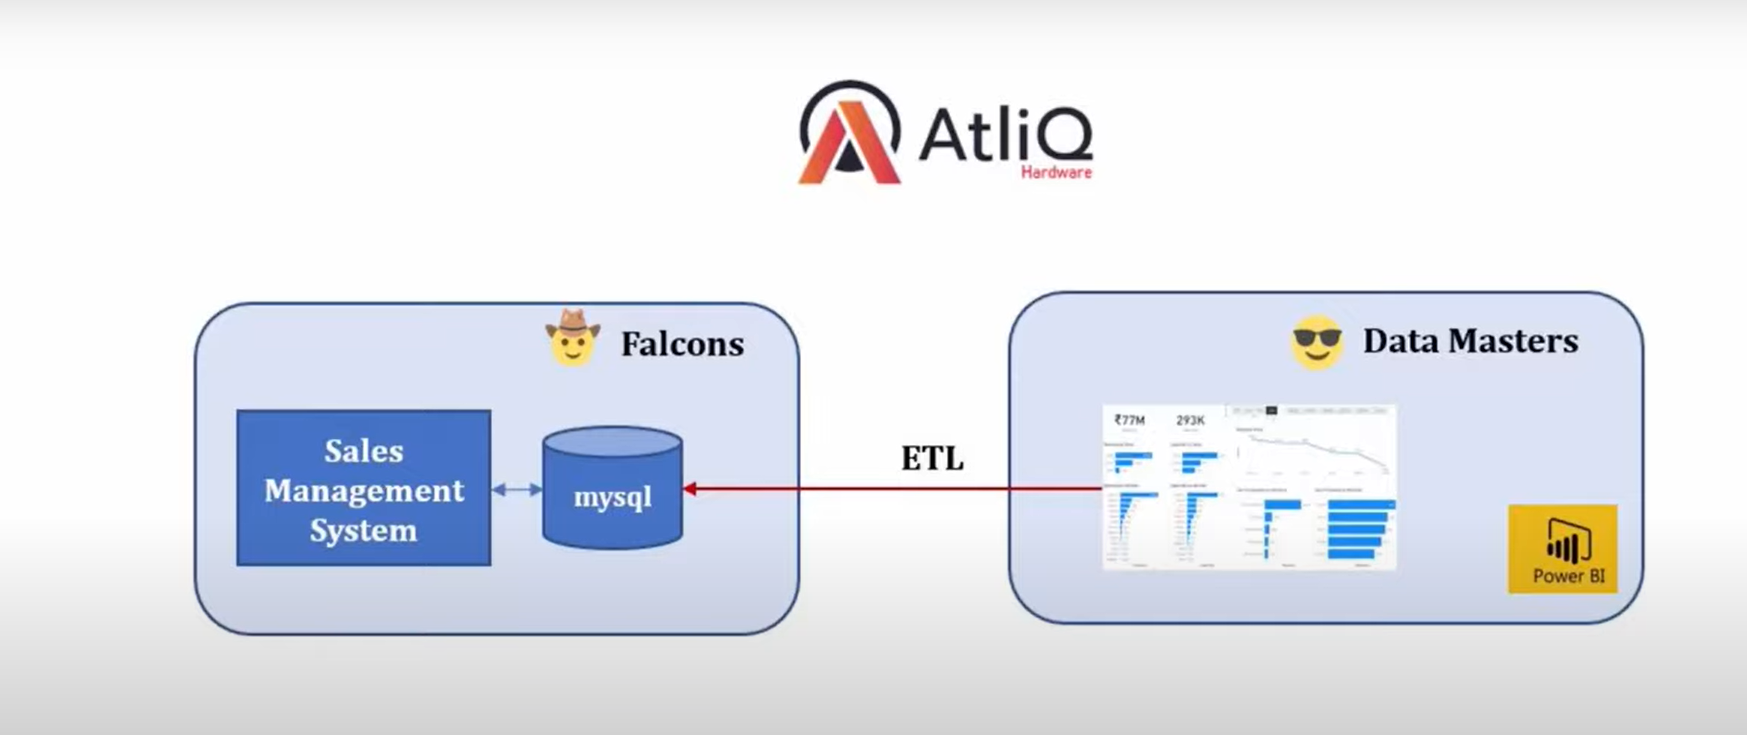 AtliQ
Hardware
Falcons
Data Masters
Sales
Management
System
mysql
ETL
₹77M
293K
Power BI